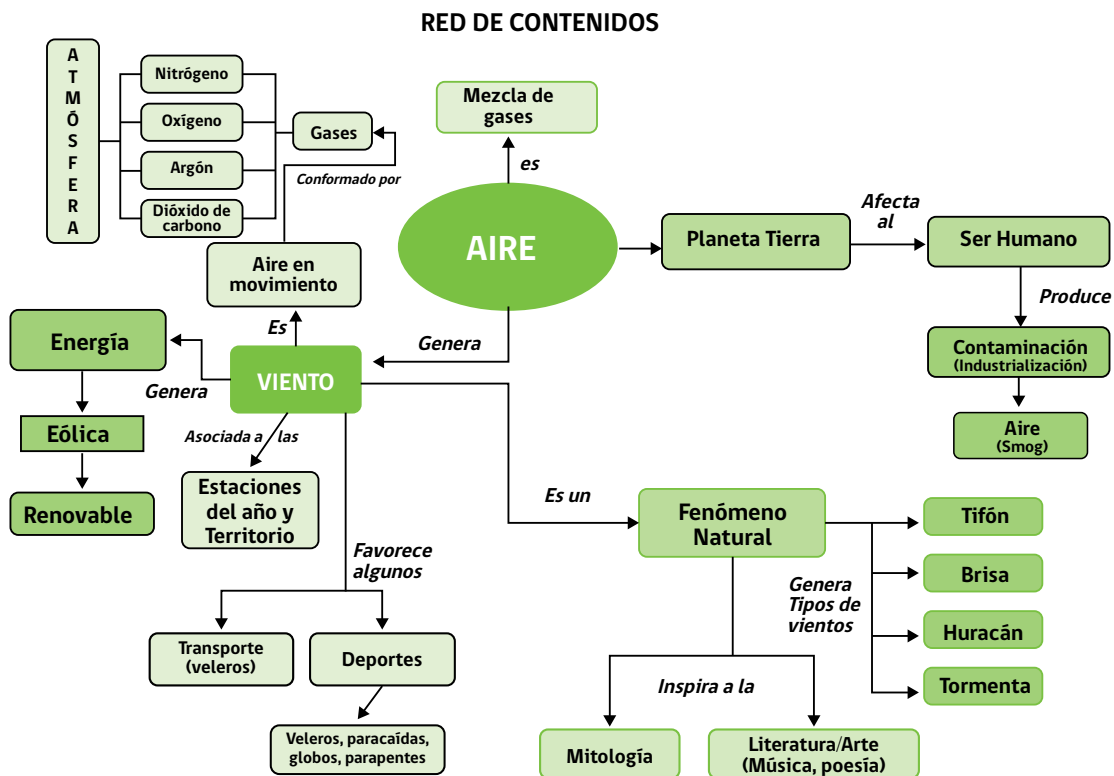 RED DE CONTENIDOS
ATMÓSFERA
Nitrógeno
Oxígeno
Argón
Dióxido de
carbono
Gases
Conformado por
Mezcla de
gases
es
AIRE
Planeta Tierra
Afecta
al
Ser Humano
Produce
Contaminación
(Industrialización)
Aire
(Smog)
Aire en
movimiento
Es
Genera
VIENTO
Genera
Energía
Eólica
Renovable
Asociada a las
Estaciones
del año y
Territorio
Favorece
algunos
Transporte
(veleros)
Deportes
Veleros, paracaídas,
globos, parapentes
Es un
Fenómeno
Natural
Genera
Tipos de
vientos
Tifón
Brisa
Huracán
Tormenta
Inspira a la
Mitología
Literatura/Arte
(Música, poesía)